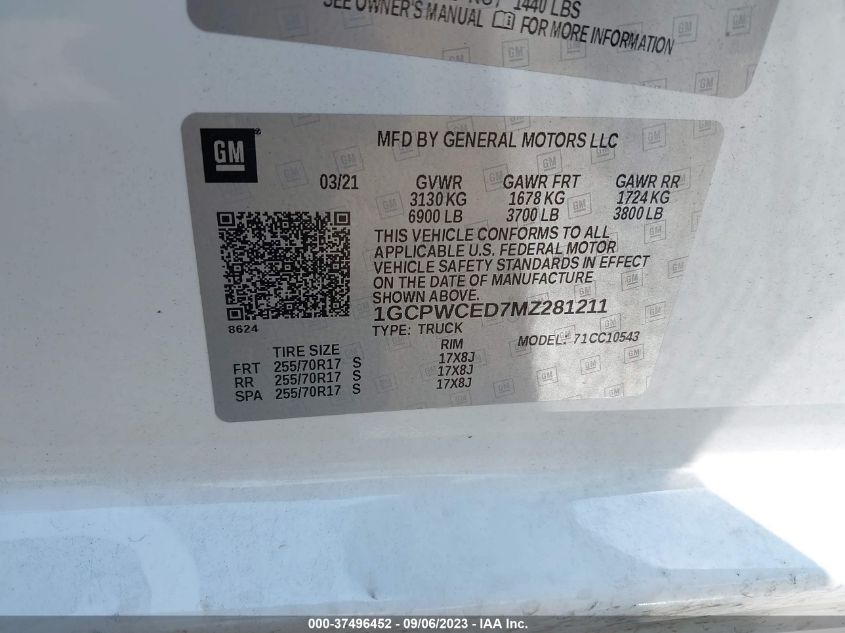 NOT 1440 LBS
SEE OWNER'S MANUAL FOR MORE INFORMATION
GM
MFD BY GENERAL MOTORS LLC
03/21 GVWR GAWR FRT GAWR RR
3130 KG 1678 KG 1724 KG
6900 LB 3700 LB 3800 LB
THIS VEHICLE CONFORMS TO ALL
APPLICABLE U.S. FEDERAL MOTOR
VEHICLE SAFETY STANDARDS IN EFFECT
ON THE DATE OF MANUFACTURE
SHOWN ABOVE.
1GCPWCED7MZ281211
8624
TYPE: TRUCK MODEL: 71CC10543
TIRE SIZE RIM
FRT 255/70R17 S 17X8J
RR 255/70R17 S 17X8J
SPA 255/70R17 S 17X8J
000-37496452 - 09/06/2023 - IAA Inc.